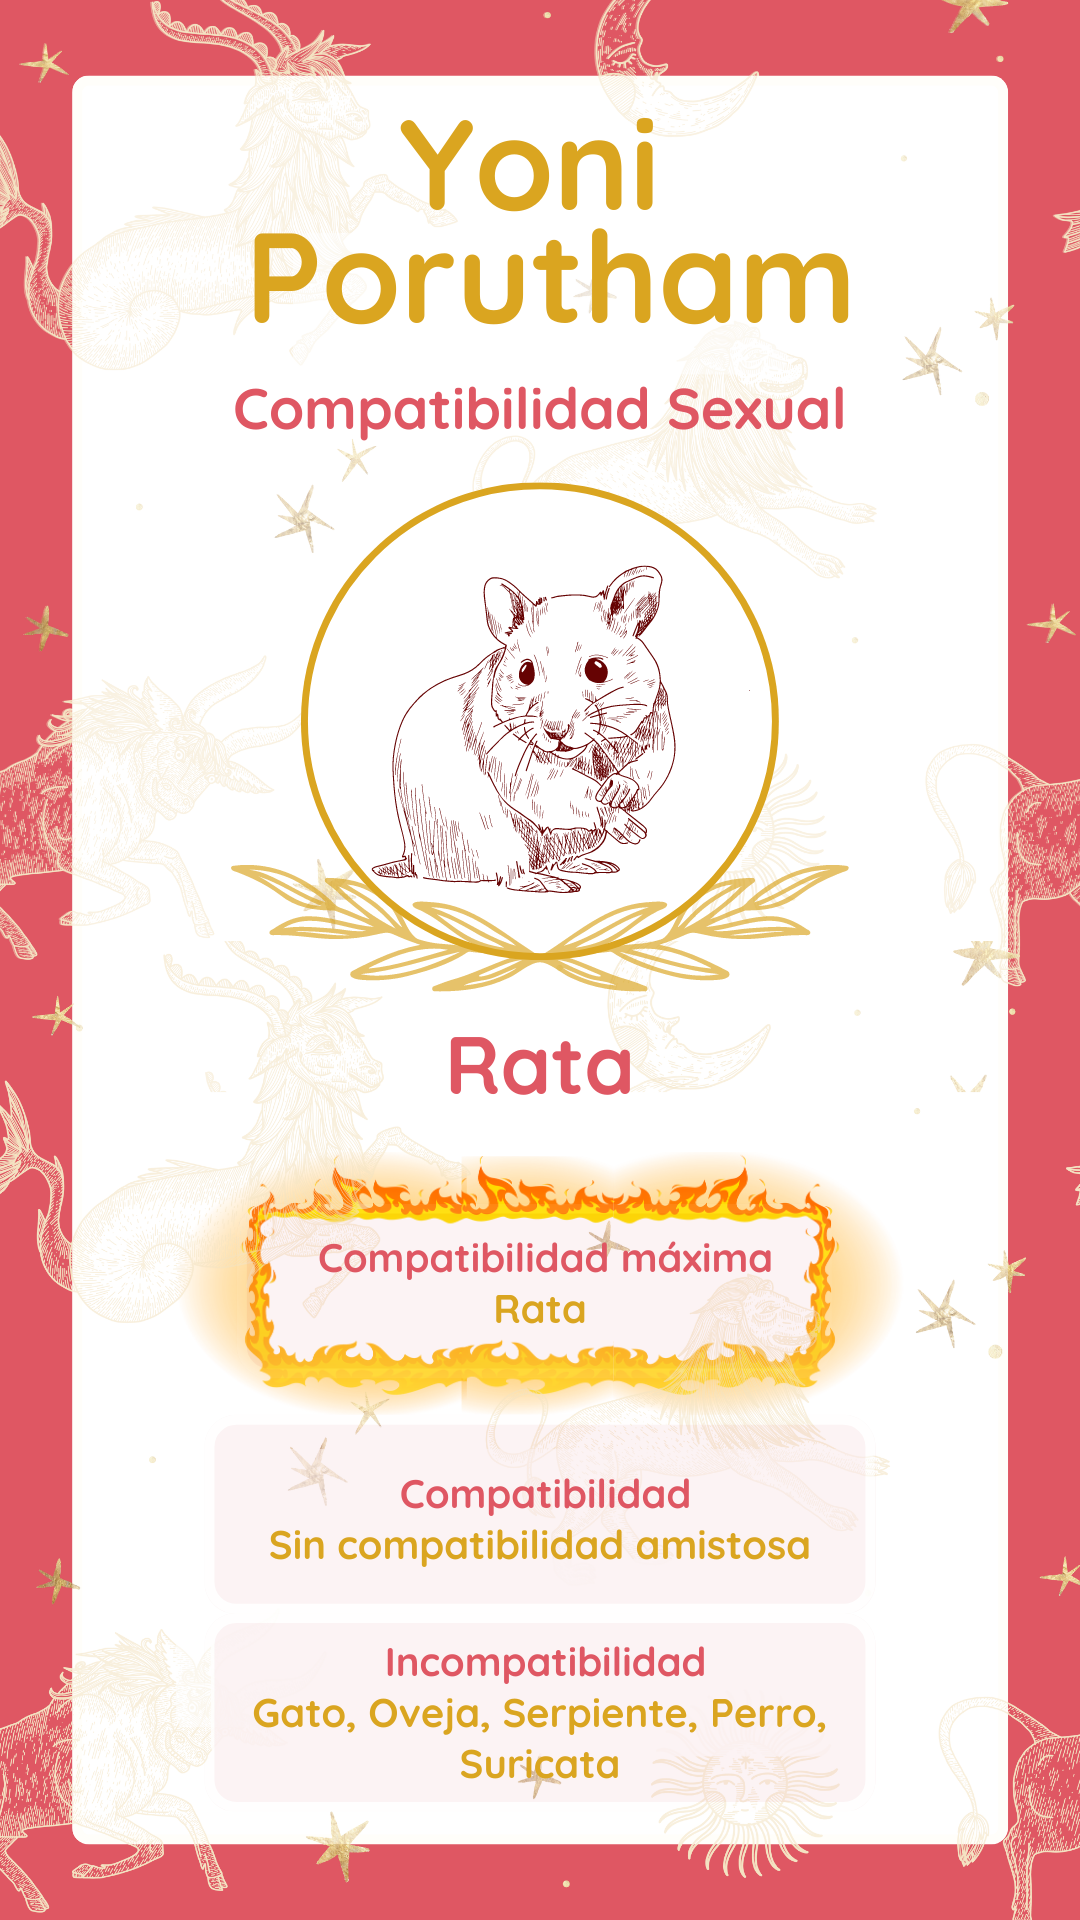 Yoni
Porutham
Compatibilidad Sexual
Rata
Compatibilidad máxima
Rata
Compatibilidad
Sin compatibilidad amistosa
Incompatibilidad
Gato, Oveja, Serpiente, Perro,
Suricata